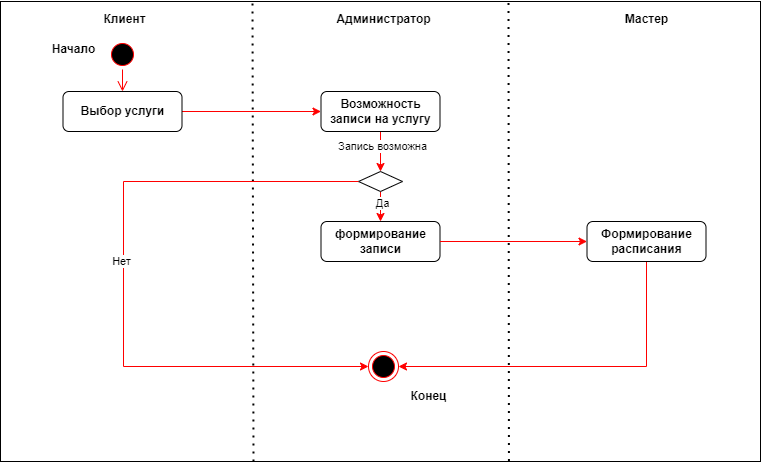 Клиент
Администратор
Мастер
Начало
Выбор услуги
Возможность
записи на услугу
Запись возможна
Да
формирование
записи
Формирование
расписания
Нет
Конец